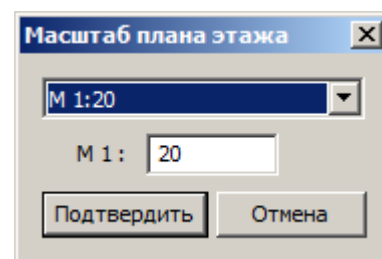 Масштаб плана этажа
М 1:20
М 1 : 20
Подтвердить Отмена